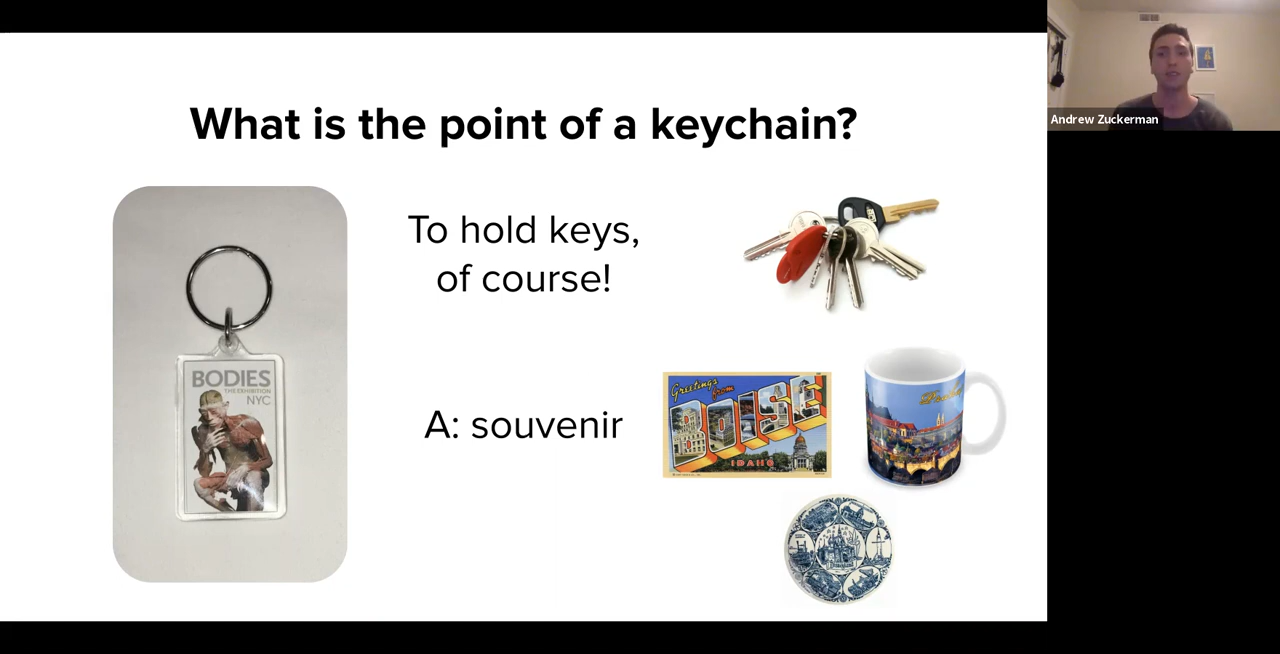 What is the point of a keychain?
To hold keys,
of course!
A: souvenir
BODIES
THE EXHIBITION
NYC
Greetings
from
BOISE
IDAHO
Andrew Zuckerman